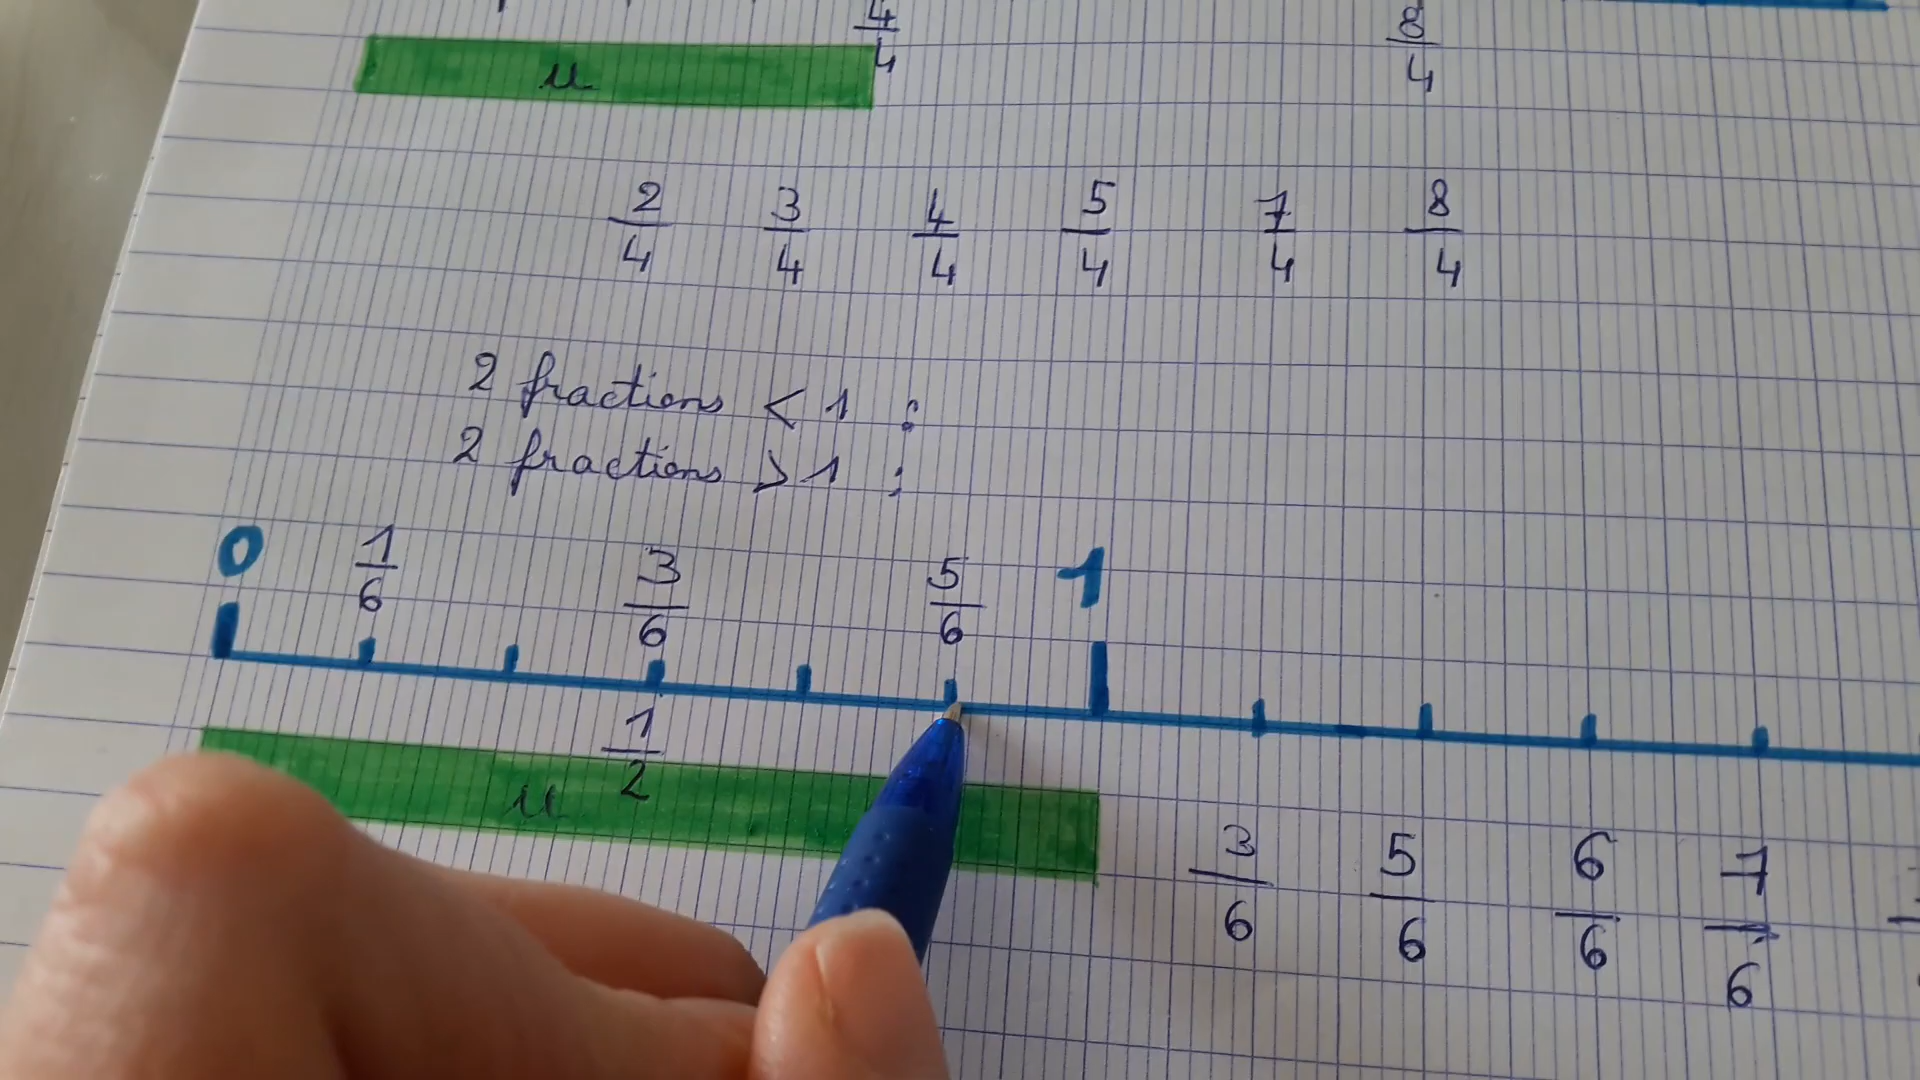 4/4 8/4
u
2/4 3/4 4/4 5/4 7/4 8/4
2 fractions < 1 :
2 fractions > 1 :
0 1/6 3/6 5/6 1
1/2
u
3/6 5/6 6/6 7/6